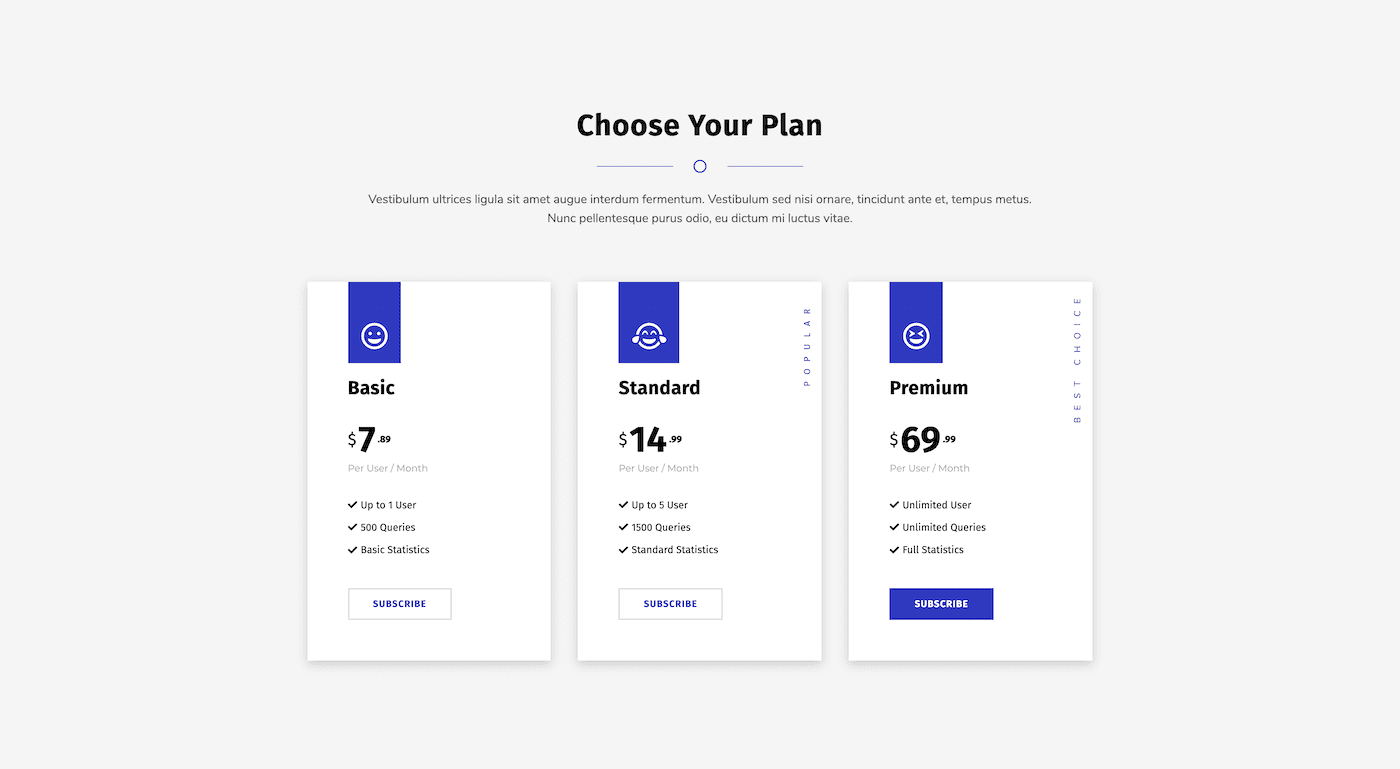 Choose Your Plan
Vestibulum ultrices ligula sit amet augue interdum fermentum. Vestibulum sed nisi ornare, tincidunt ante et, tempus metus.
Nunc pellentesque purus odio, eu dictum mi luctus vitae.
Basic
$7.89
Per User / Month
Up to 1 User
500 Queries
Basic Statistics
SUBSCRIBE
POPULAR
Standard
$14.99
Per User / Month
Up to 5 User
1500 Queries
Standard Statistics
SUBSCRIBE
BEST CHOICE
Premium
$69.99
Per User / Month
Unlimited User
Unlimited Queries
Full Statistics
SUBSCRIBE